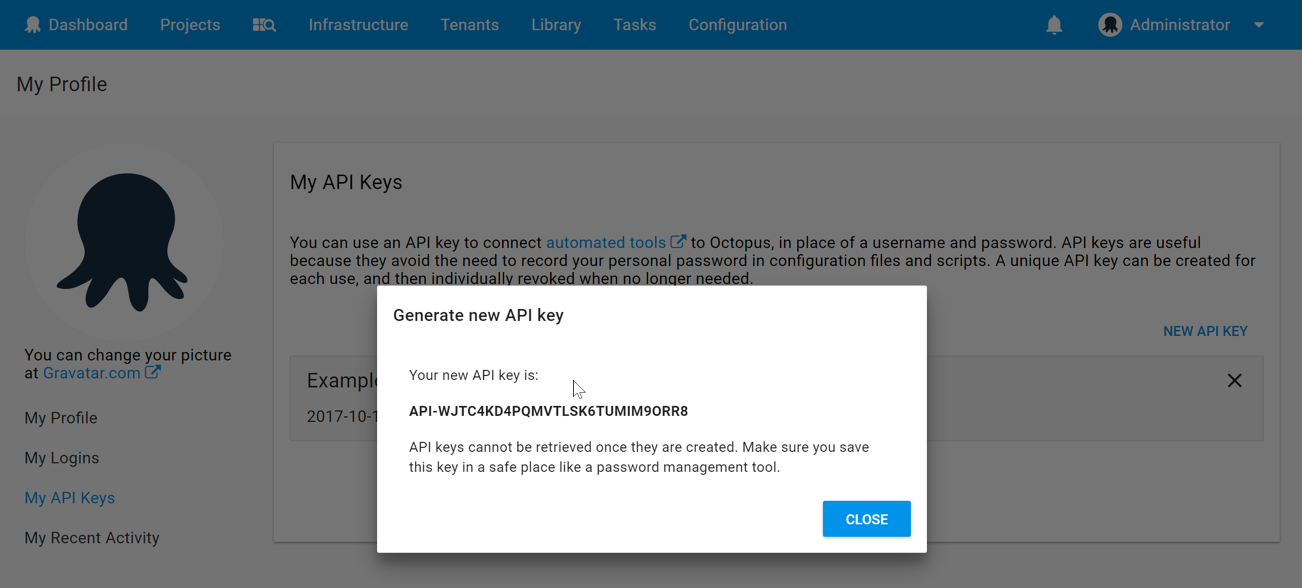 Dashboard Projects Infrastructure Tenants Library Tasks Configuration Administrator
My Profile
My API Keys
You can use an API key to connect automated tools to Octopus, in place of a username and password. API keys are useful
because they avoid the need to record your personal password in configuration files and scripts. A unique API key can be created for
each use, and then individually revoked when no longer needed.
NEW API KEY
Example
2017-10-1
Generate new API key
Your new API key is:
API-WJTC4KD4PQMVTLSK6TUMIM9ORR8
API keys cannot be retrieved once they are created. Make sure you save
this key in a safe place like a password management tool.
CLOSE
You can change your picture
at Gravatar.com
My Profile
My Logins
My API Keys
My Recent Activity